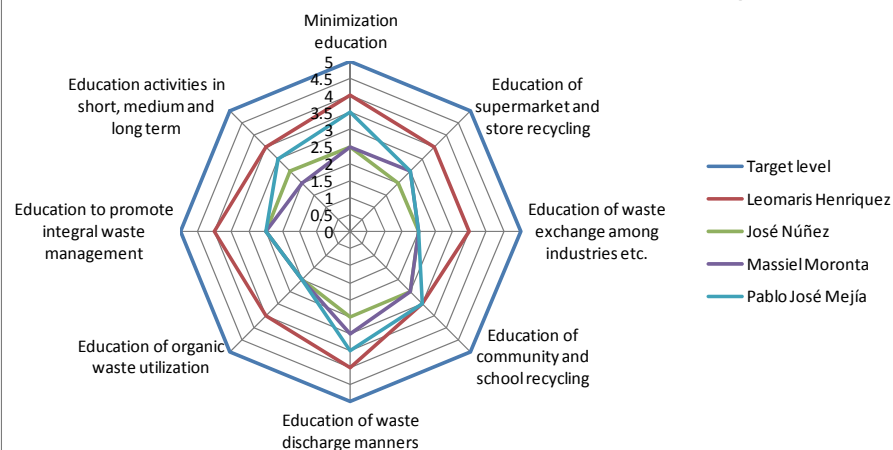 Minimization
education
Education of
supermarket and
store recycling
Education of waste
exchange among
industries etc.
Education of
community and
school recycling
Education of waste
discharge manners
Education of organic
waste utilization
Education to promote
integral waste
management
Education activities in
short, medium and
long term
5
4.5
4
3.5
3
2.5
2
1.5
1
0.5
0
Target level
Leomaris Henriquez
José Núñez
Massiel Moronta
Pablo José Mejía